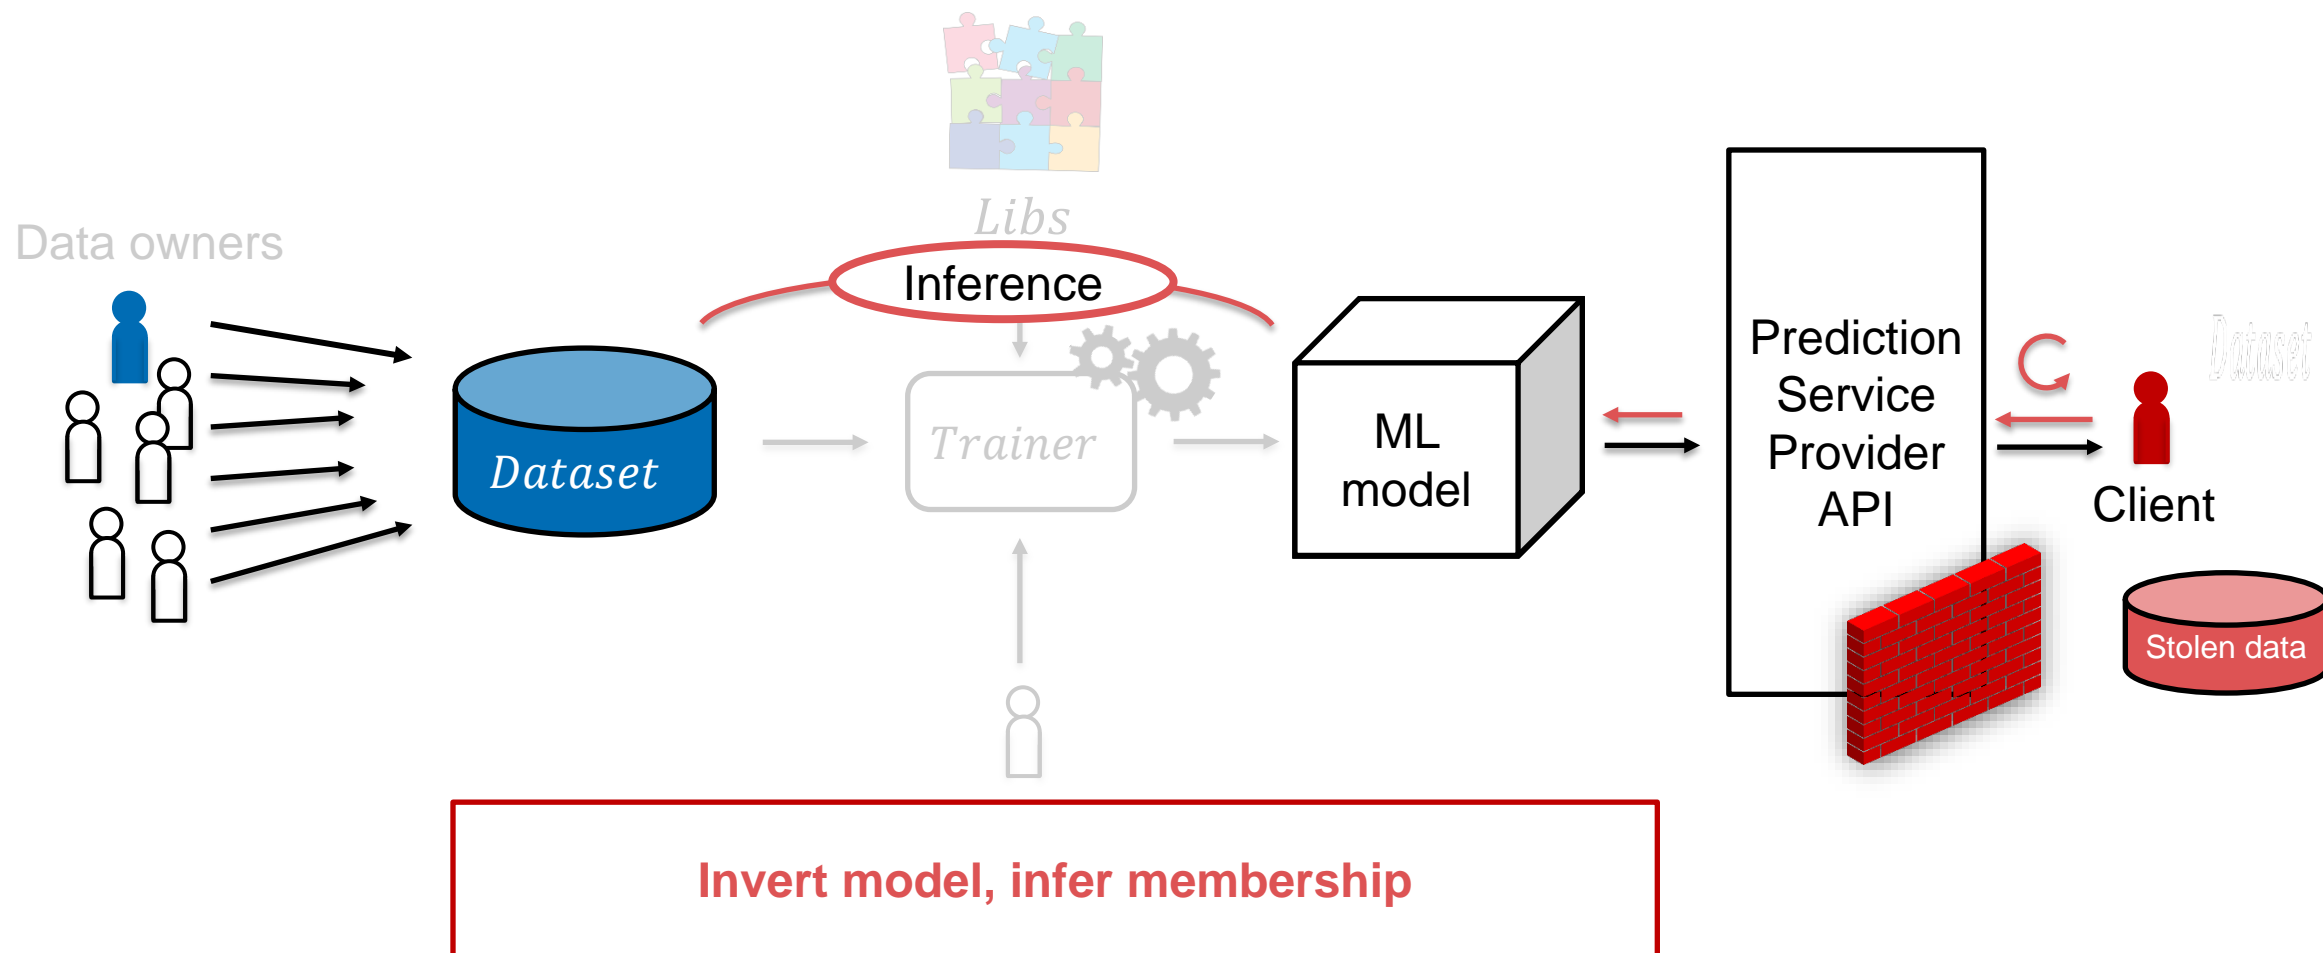 Libs
Data owners
Inference
Dataset
Trainer
ML
model
Prediction
Service
Provider
API
Dataset
Client
Stolen data
Invert model, infer membership